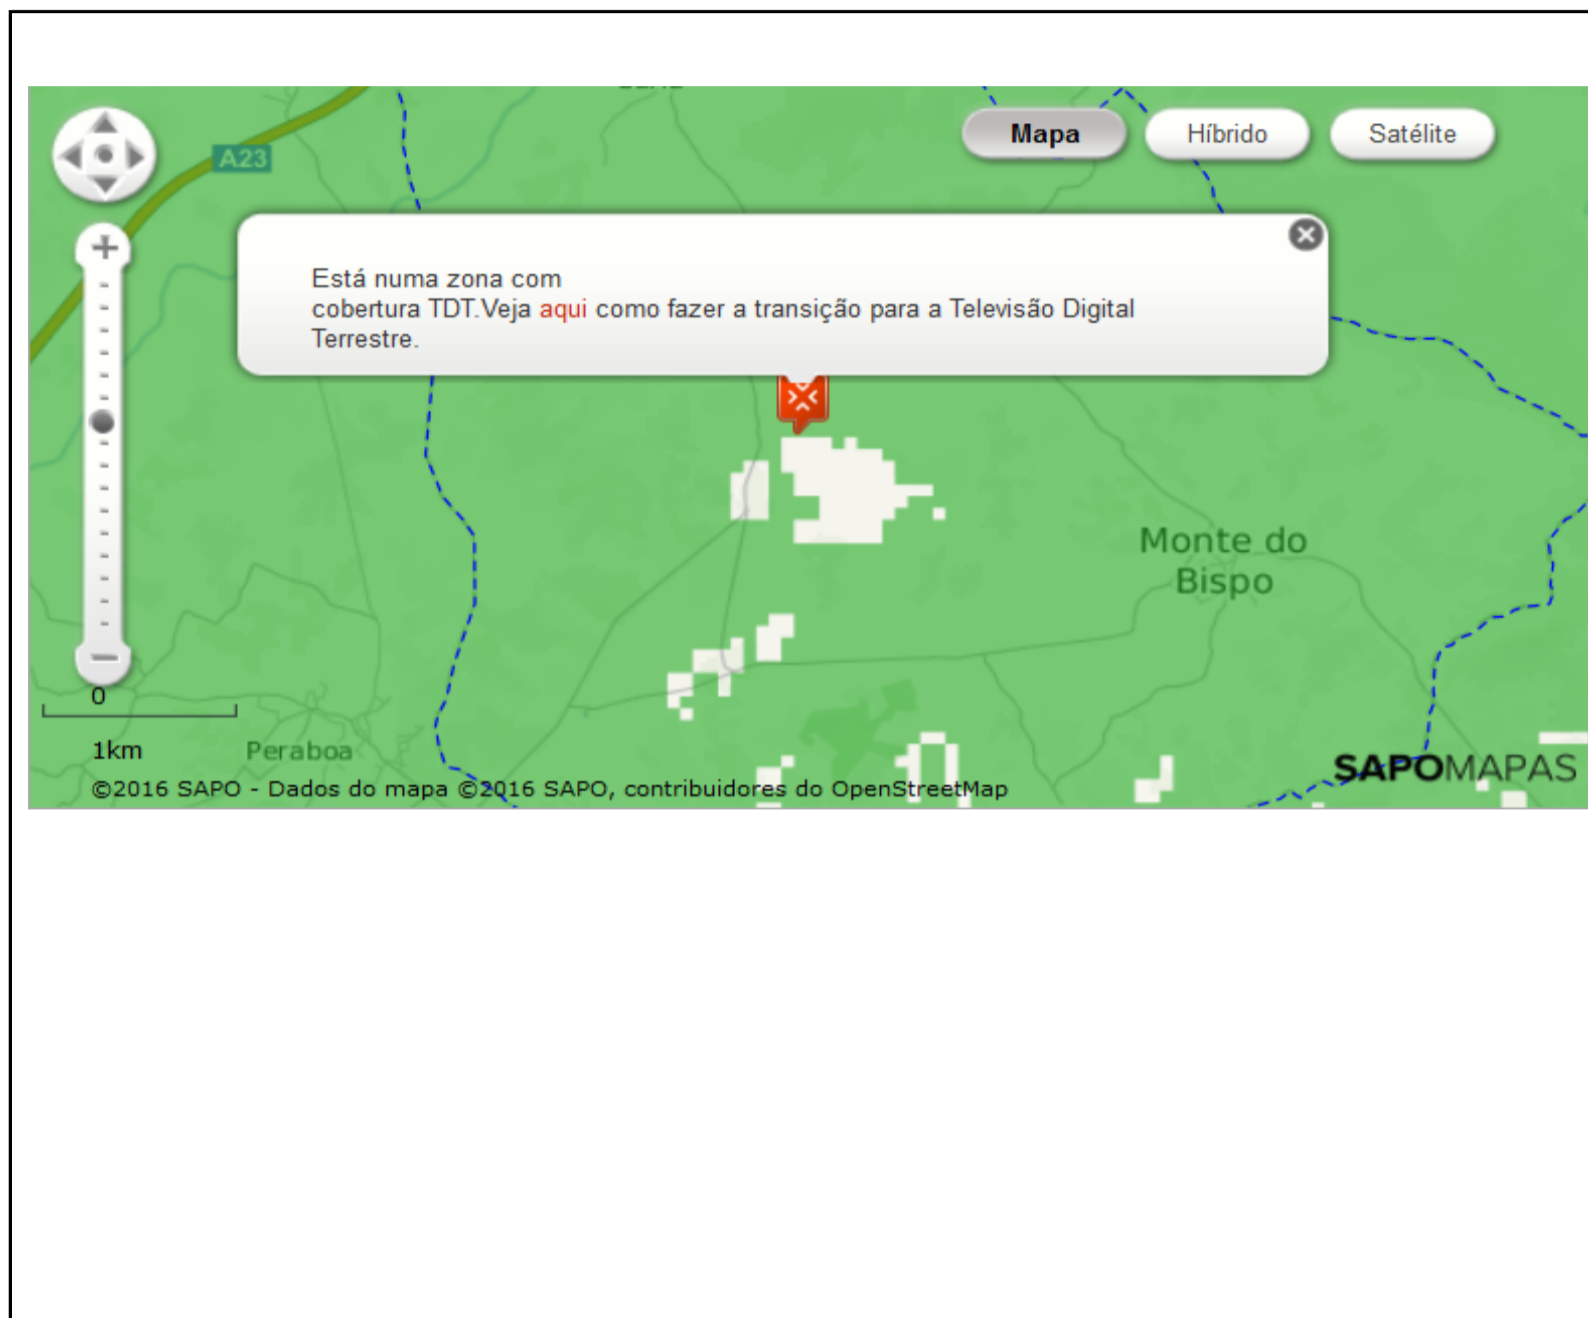 A23
Mapa
Híbrido
Satélite
Está numa zona com
cobertura TDT.Veja aqui como fazer a transição para a Televisão Digital
Terrestre.
Monte do
Bispo
0
1km
Peraboa
SAPOMAPAS
©2016 SAPO - Dados do mapa ©2016 SAPO, contribuidores do OpenStreetMap